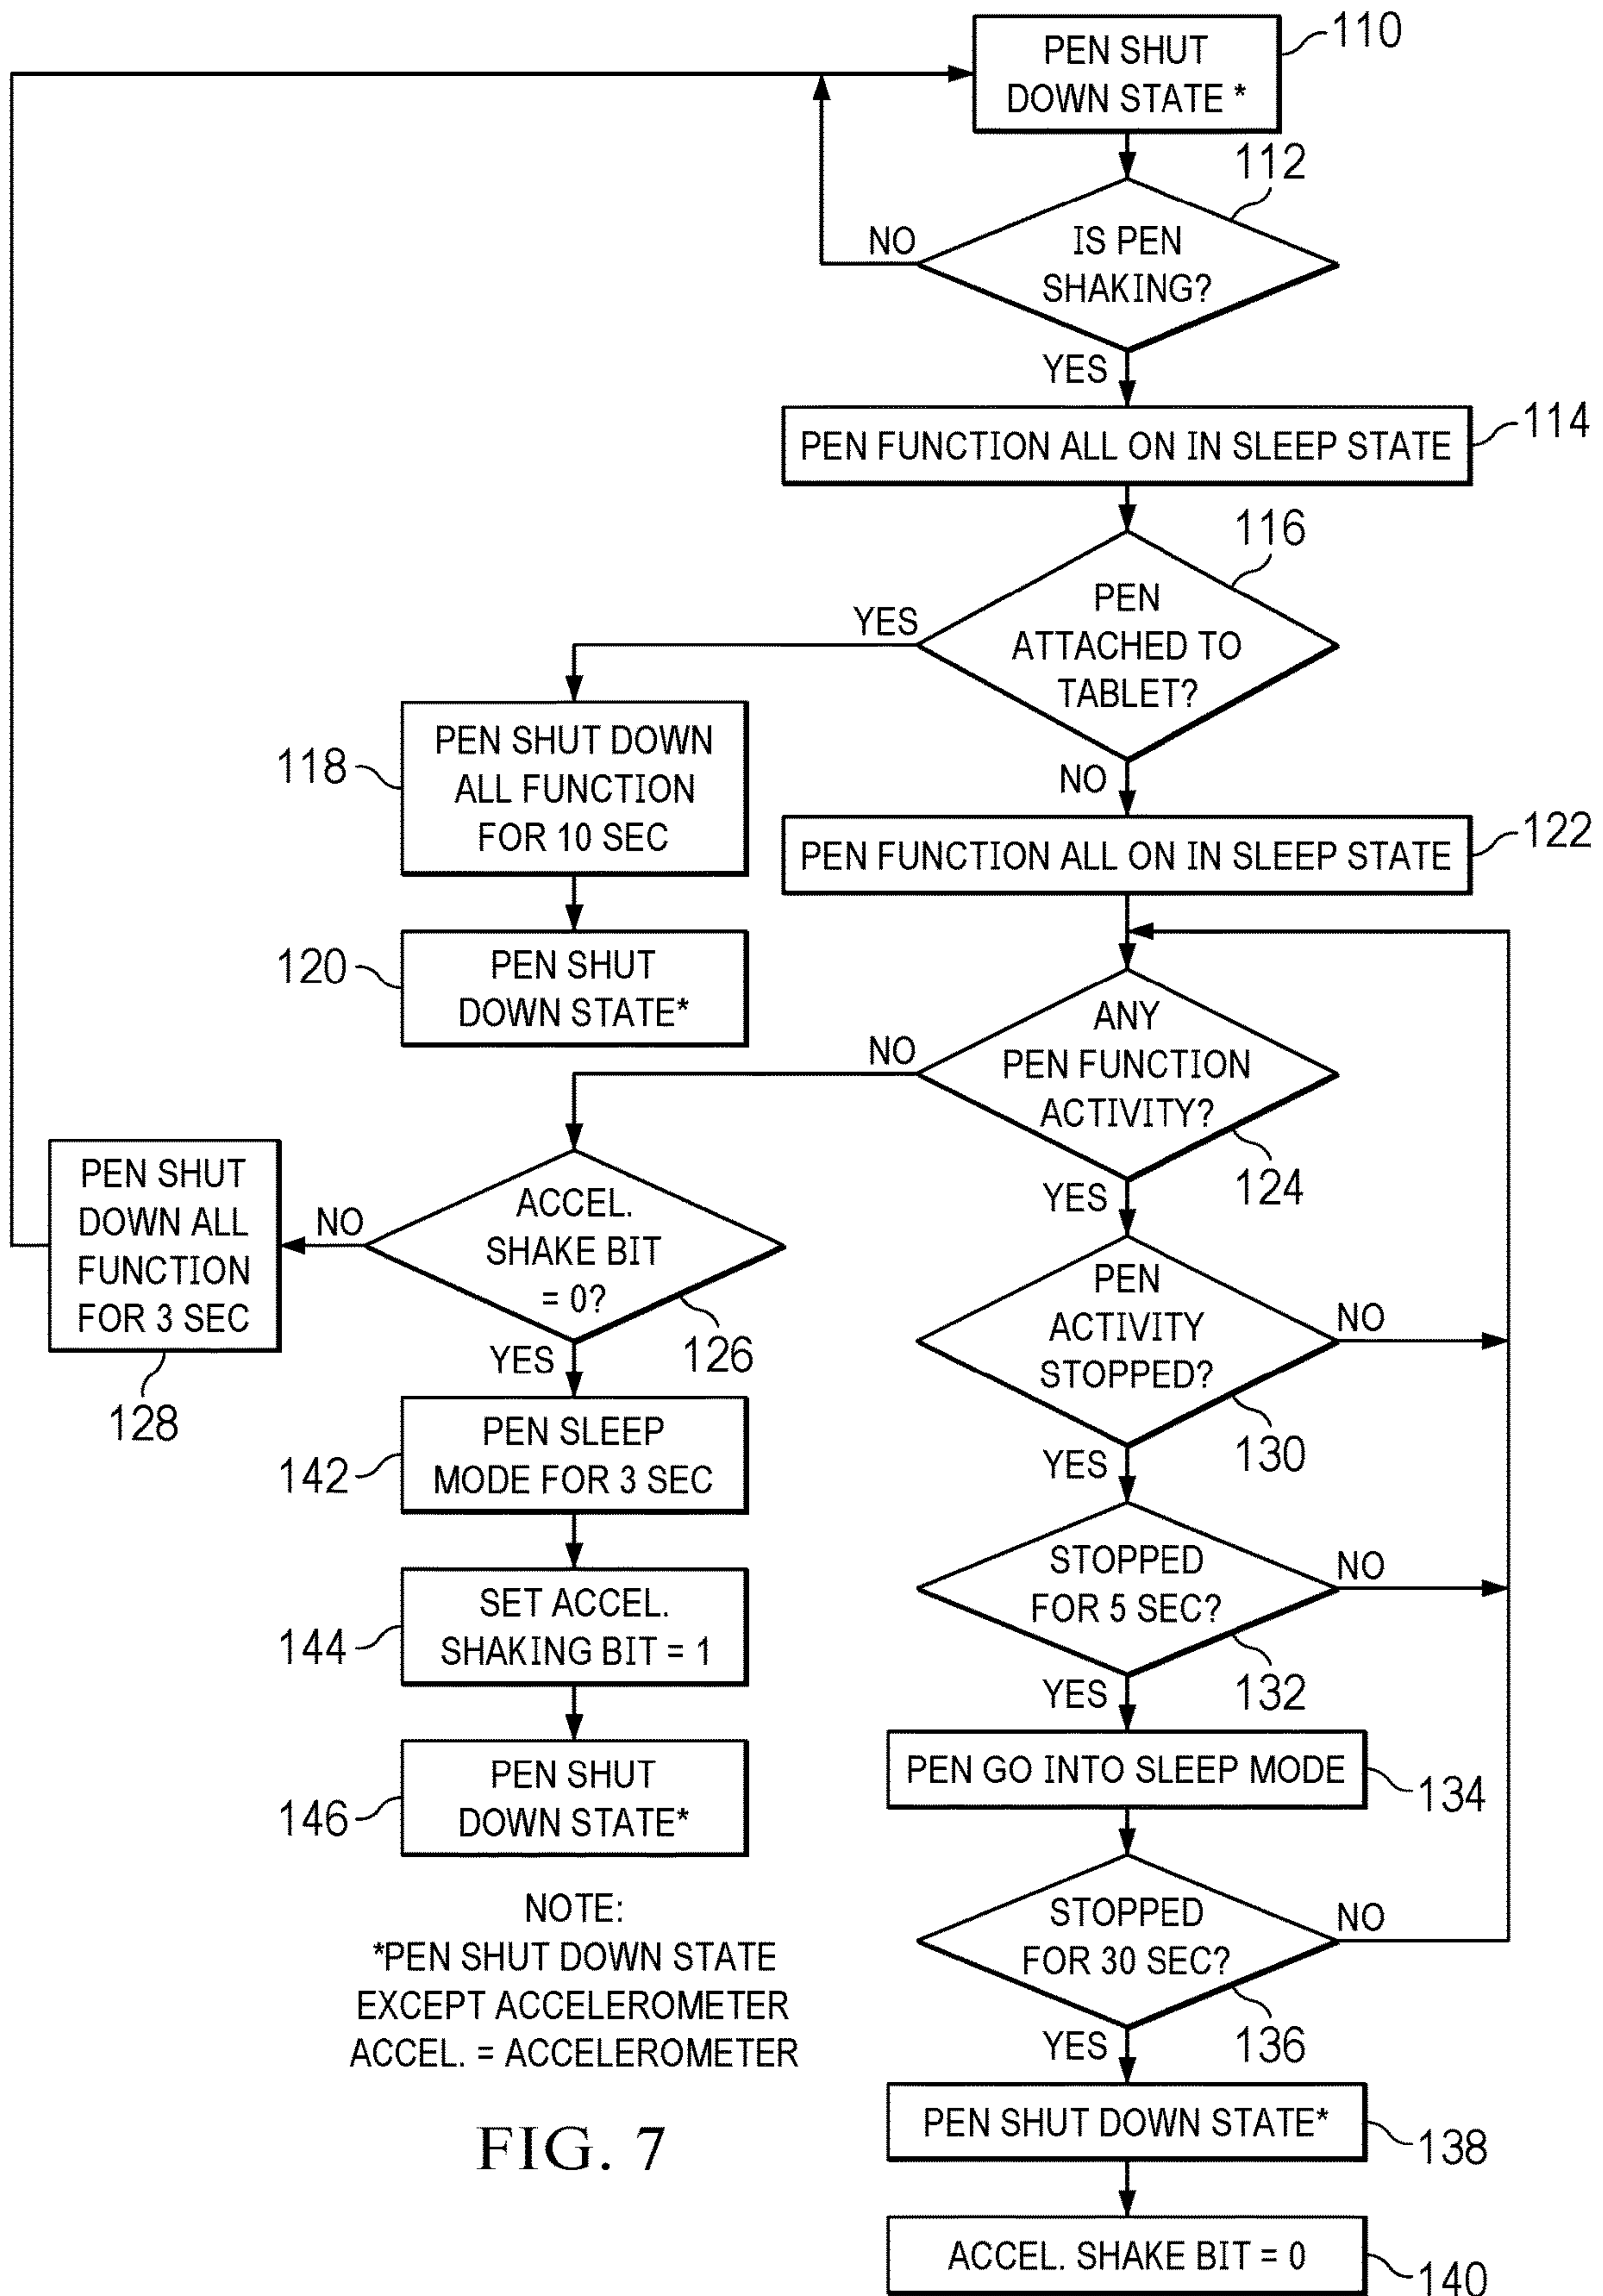 PEN SHUT
DOWN STATE *
110
112
IS PEN
SHAKING?
NO
YES
PEN FUNCTION ALL ON IN SLEEP STATE
114
116
PEN
ATTACHED TO
TABLET?
YES
NO
118
PEN SHUT DOWN
ALL FUNCTION
FOR 10 SEC
120
PEN SHUT
DOWN STATE*
PEN FUNCTION ALL ON IN SLEEP STATE
122
ANY
PEN FUNCTION
ACTIVITY?
124
NO
YES
ACCEL.
SHAKE BIT
= 0?
126
NO
YES
PEN SHUT
DOWN ALL
FUNCTION
FOR 3 SEC
128
PEN
ACTIVITY
STOPPED?
130
NO
YES
STOPPED
FOR 5 SEC?
132
NO
YES
PEN GO INTO SLEEP MODE
134
STOPPED
FOR 30 SEC?
136
NO
YES
PEN SHUT DOWN STATE*
138
ACCEL. SHAKE BIT = 0
140
142
PEN SLEEP
MODE FOR 3 SEC
144
SET ACCEL.
SHAKING BIT = 1
146
PEN SHUT
DOWN STATE*
NOTE:
*PEN SHUT DOWN STATE
EXCEPT ACCELEROMETER
ACCEL. = ACCELEROMETER
FIG. 7